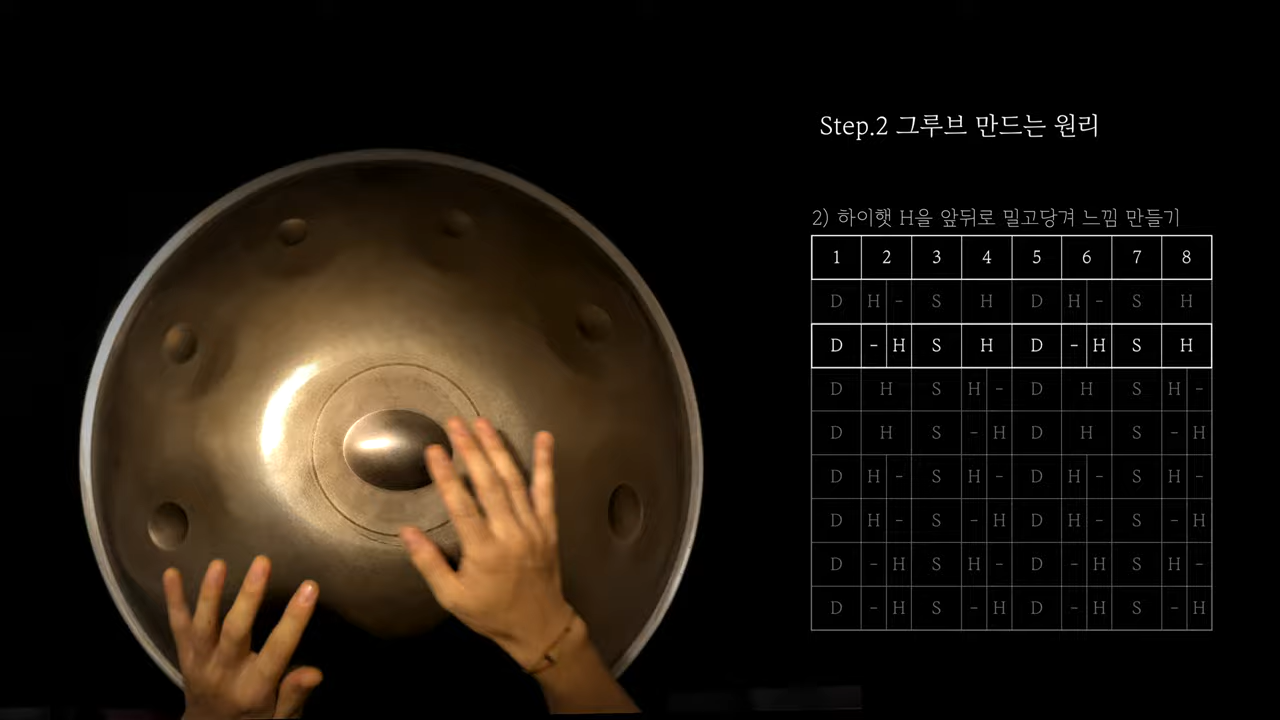 Step.2 그루브 만드는 원리
2) 하이햇 H을 앞뒤로 밀고당겨 느낌 만들기
1 2 3 4 5 6 7 8
D H - S H D H - S H
D - H S H D - H S H
D H S H - D H S H -
D H S - H D H S - H
D H - S H - D H - S H -
D H - S - H D H - S - H
D - H S H - D - H S H -
D - H S - H D - H S - H